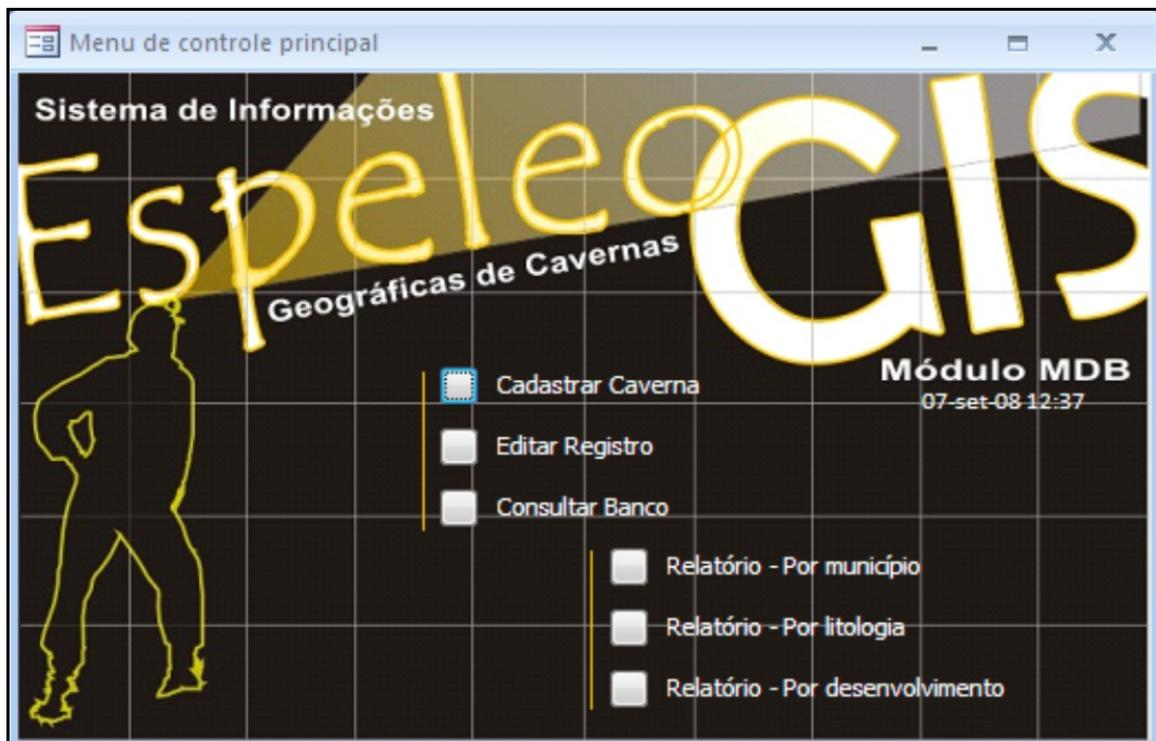 Menu de controle principal
Sistema de Informações
Espeleo GIS
Geográficas de Cavernas
Módulo MDB
07-set-08 12:37
Cadastrar Caverna
Editar Registro
Consultar Banco
Relatório - Por município
Relatório - Por litologia
Relatório - Por desenvolvimento